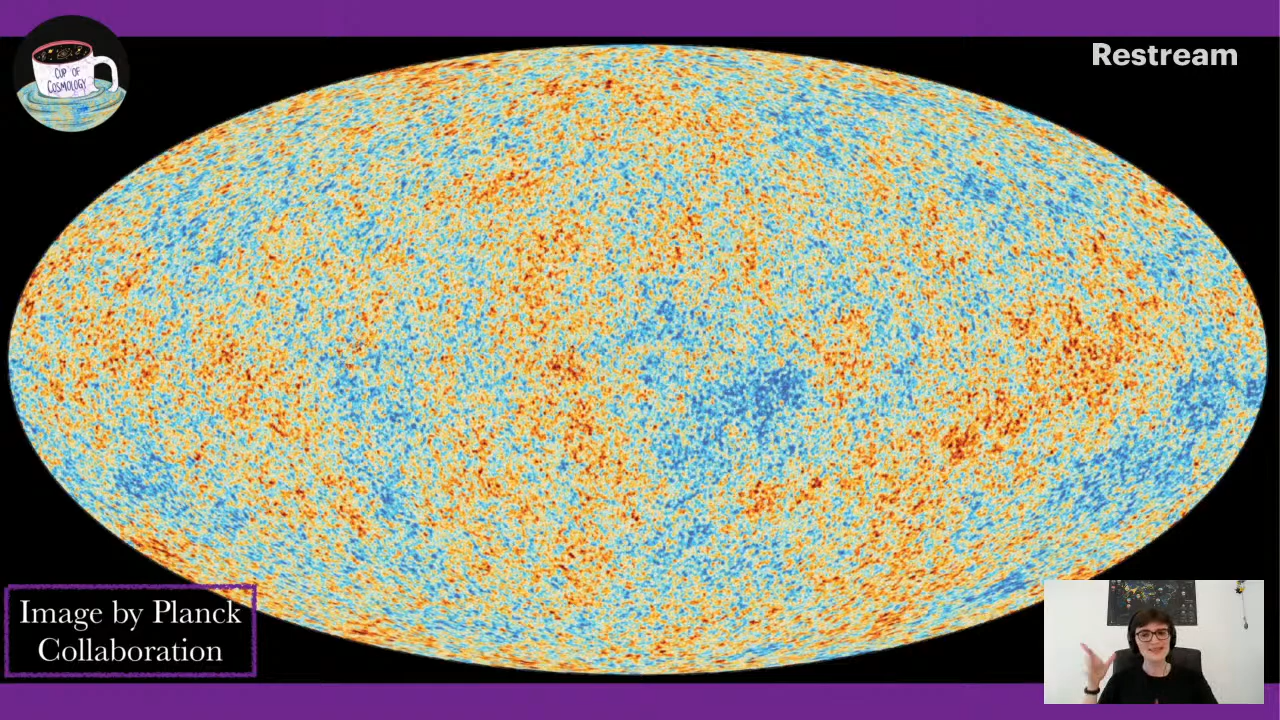 CUP OF
COSMOLOGY
Restream
Image by Planck
Collaboration